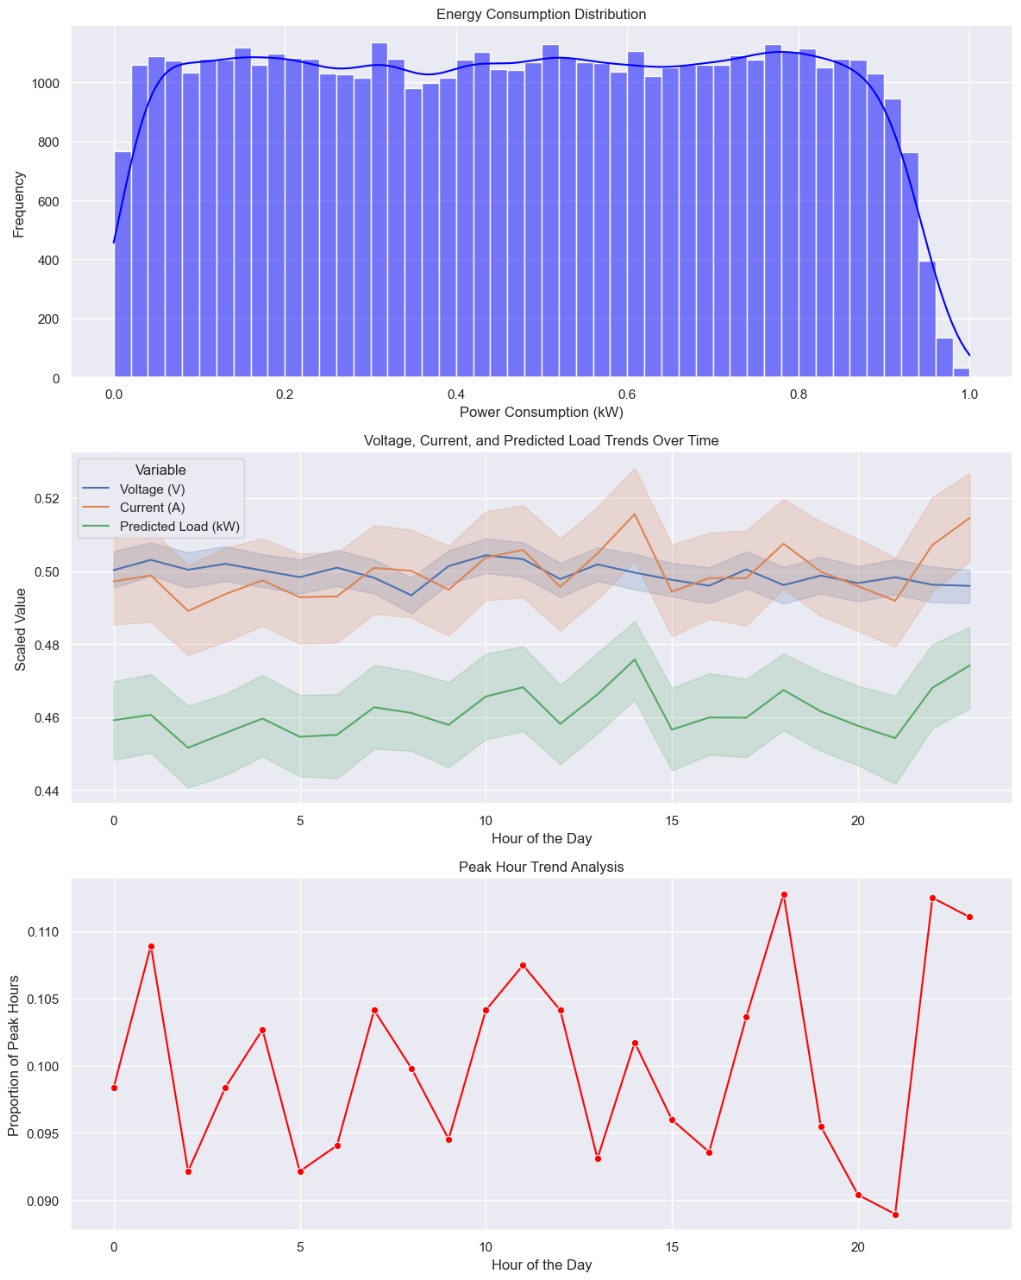 Energy Consumption Distribution
Frequency
1000
800
600
400
200
0
0.0 0.2 0.4 0.6 0.8 1.0
Power Consumption (kW)
Voltage, Current, and Predicted Load Trends Over Time
Variable
Voltage (V)
Current (A)
Predicted Load (kW)
Scaled Value
0.52
0.50
0.48
0.46
0.44
0 5 10 15 20
Hour of the Day
Peak Hour Trend Analysis
Proportion of Peak Hours
0.110
0.105
0.100
0.095
0.090
0 5 10 15 20
Hour of the Day